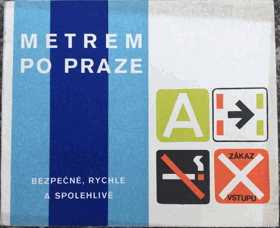 METREM
PO PRAZE
BEZPEČNĚ, RYCHLE
A SPOLEHLIVĚ
A
ZÁKAZ
VSTUPU